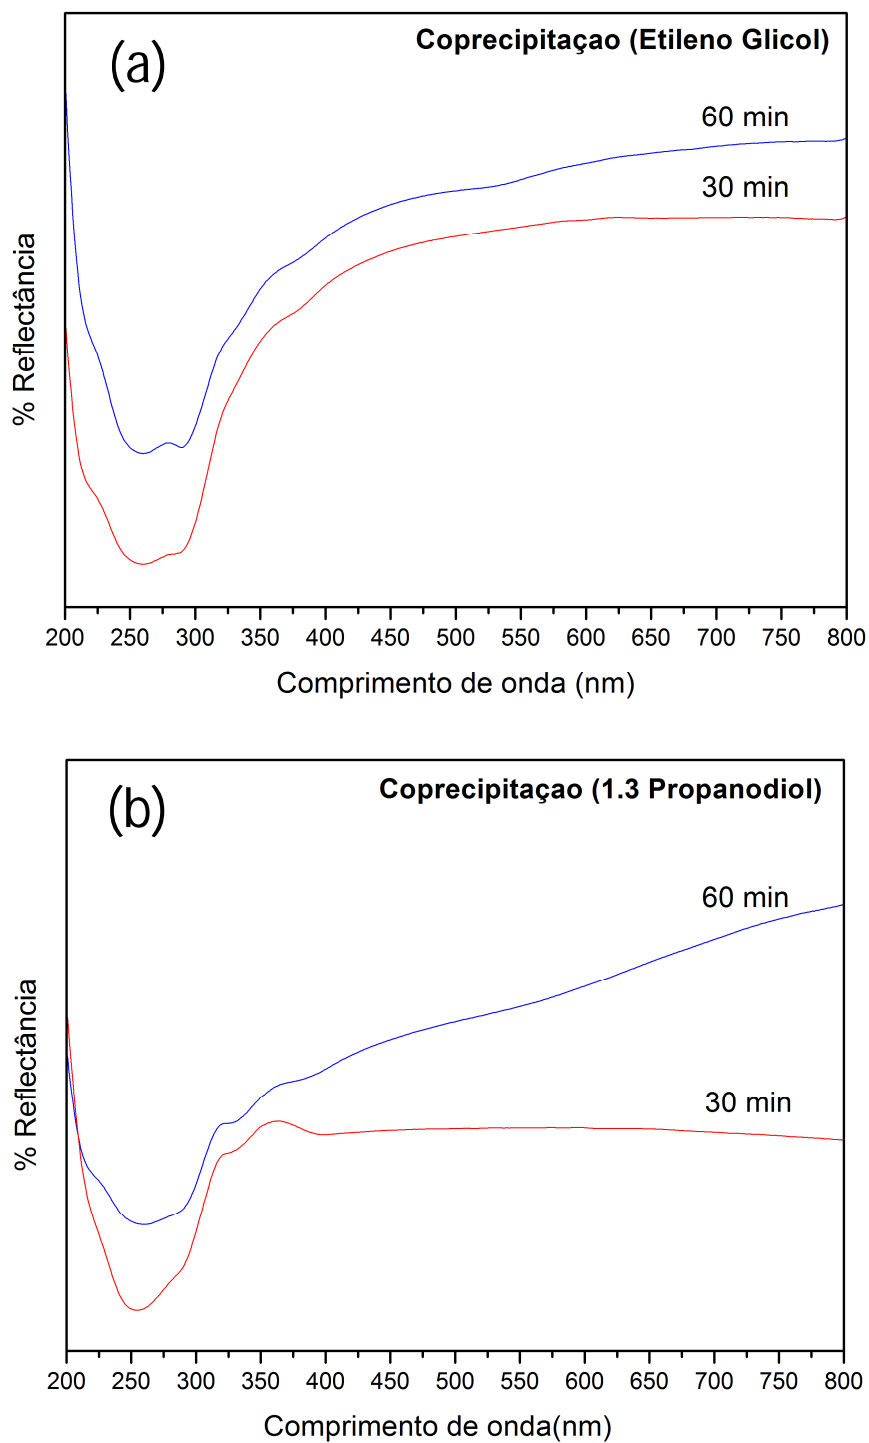 (a)
Coprecipitaçao (Etileno Glicol)
60 min
30 min
% Reflectância
200 250 300 350 400 450 500 550 600 650 700 750 800
Comprimento de onda (nm)
(b)
Coprecipitaçao (1.3 Propanodiol)
60 min
30 min
% Reflectância
200 250 300 350 400 450 500 550 600 650 700 750 800
Comprimento de onda(nm)